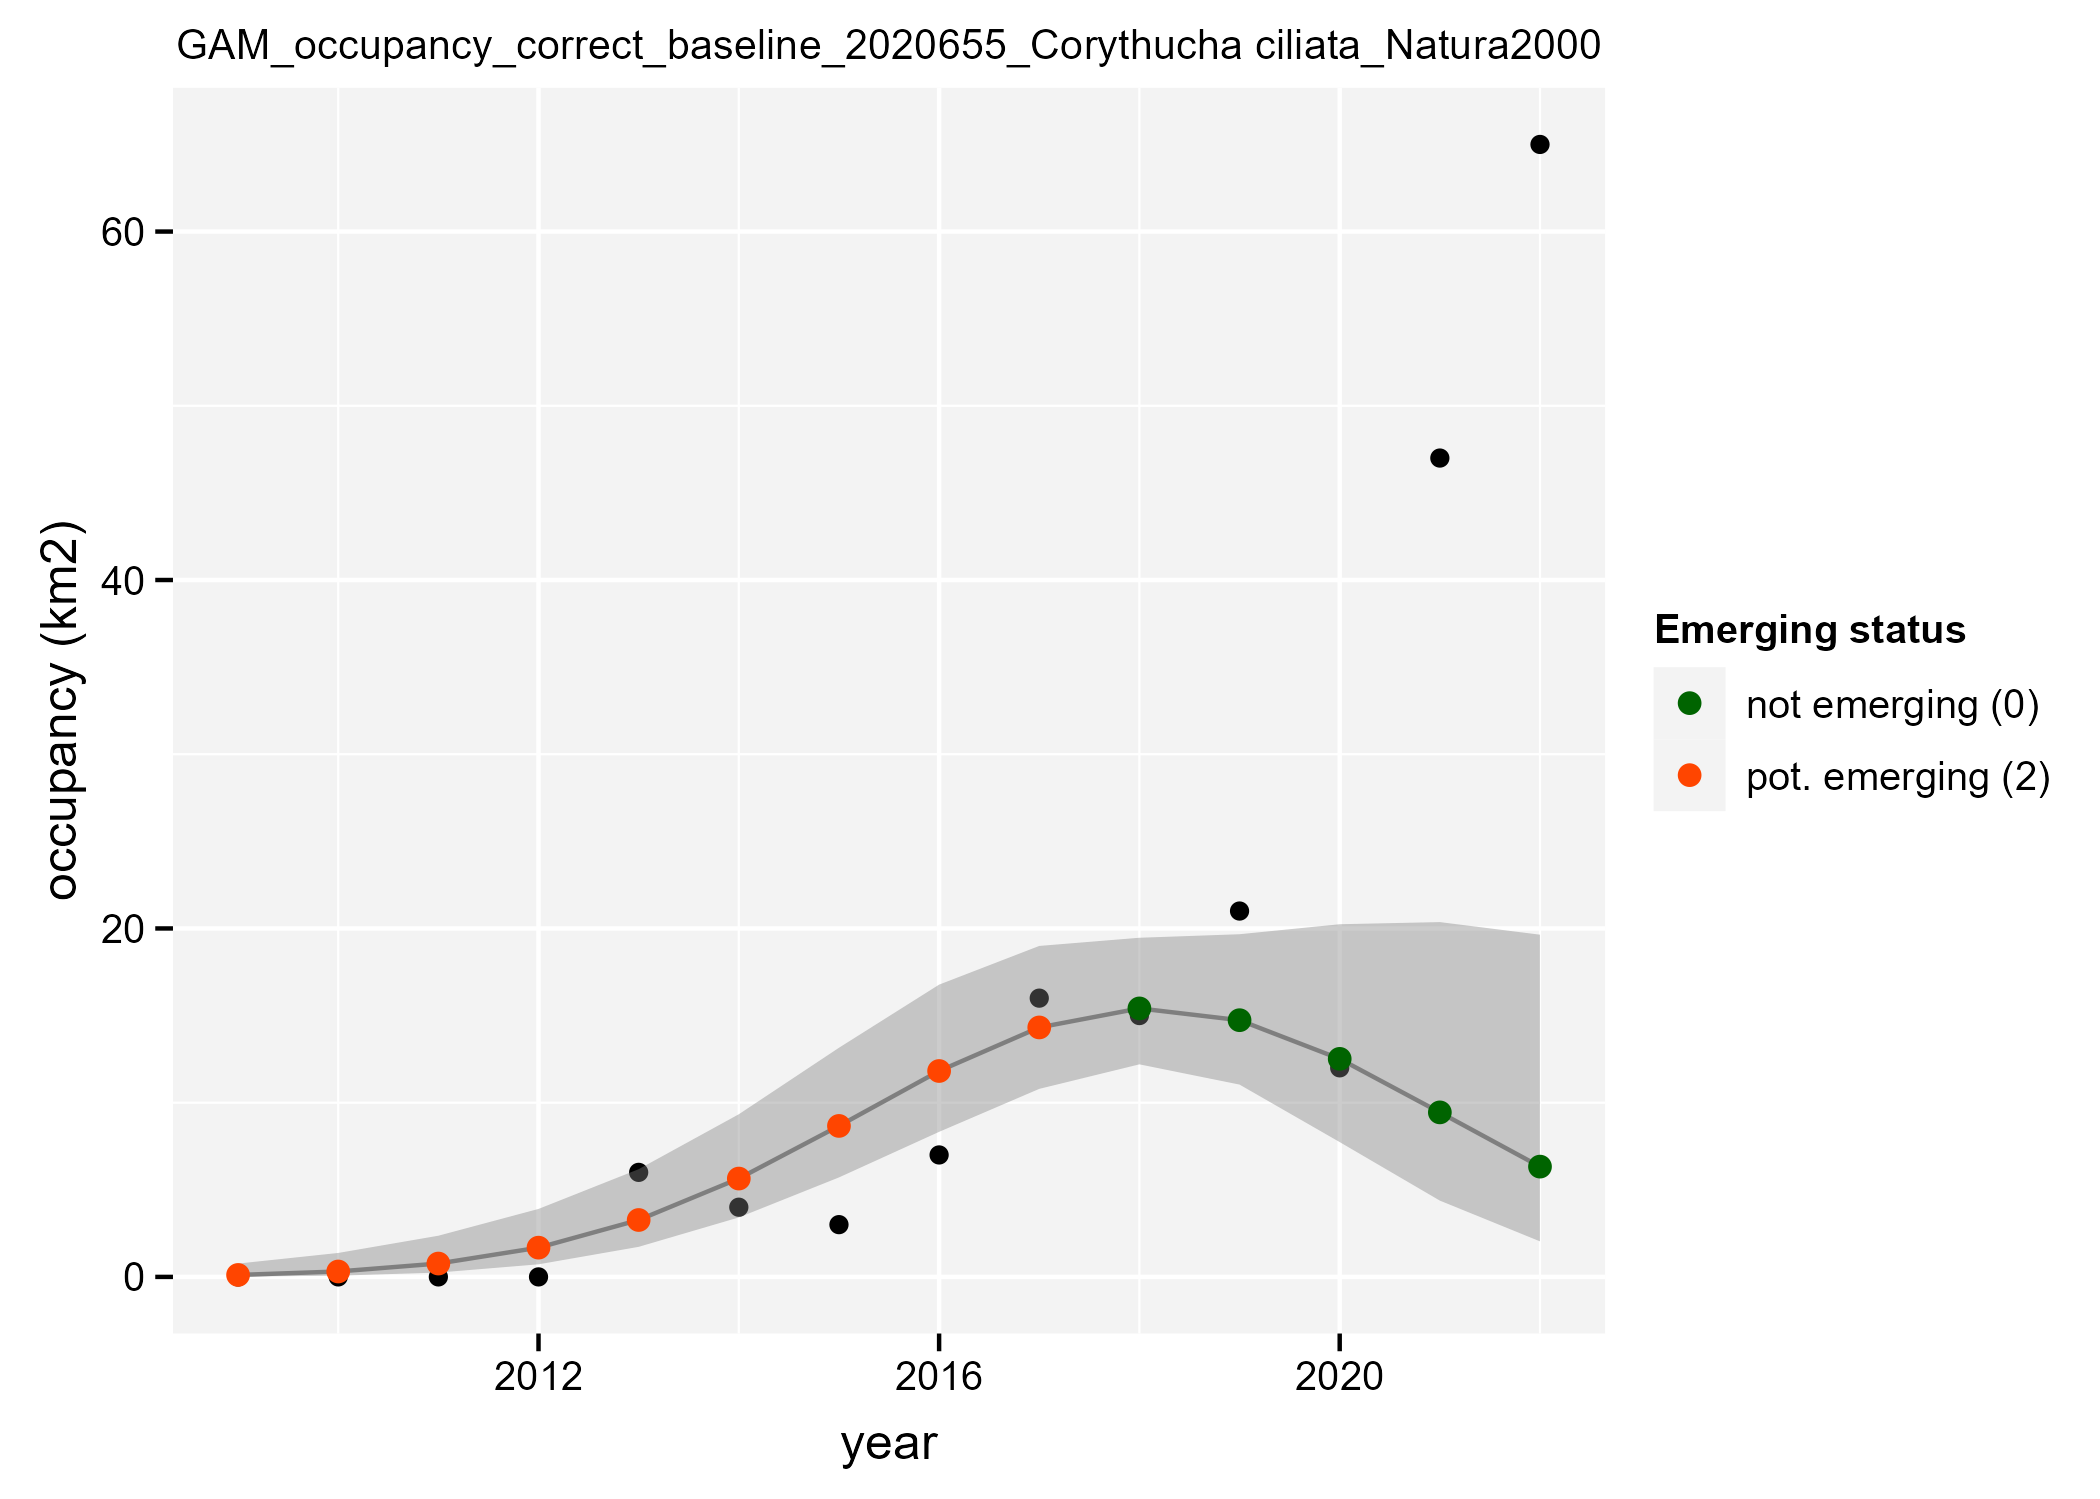 GAM_occupancy_correct_baseline_2020655_Corythucha ciliata_Natura2000
occupancy (km2)
60
40
20
0
2012
2016
2020
year
Emerging status
not emerging (0)
pot. emerging (2)